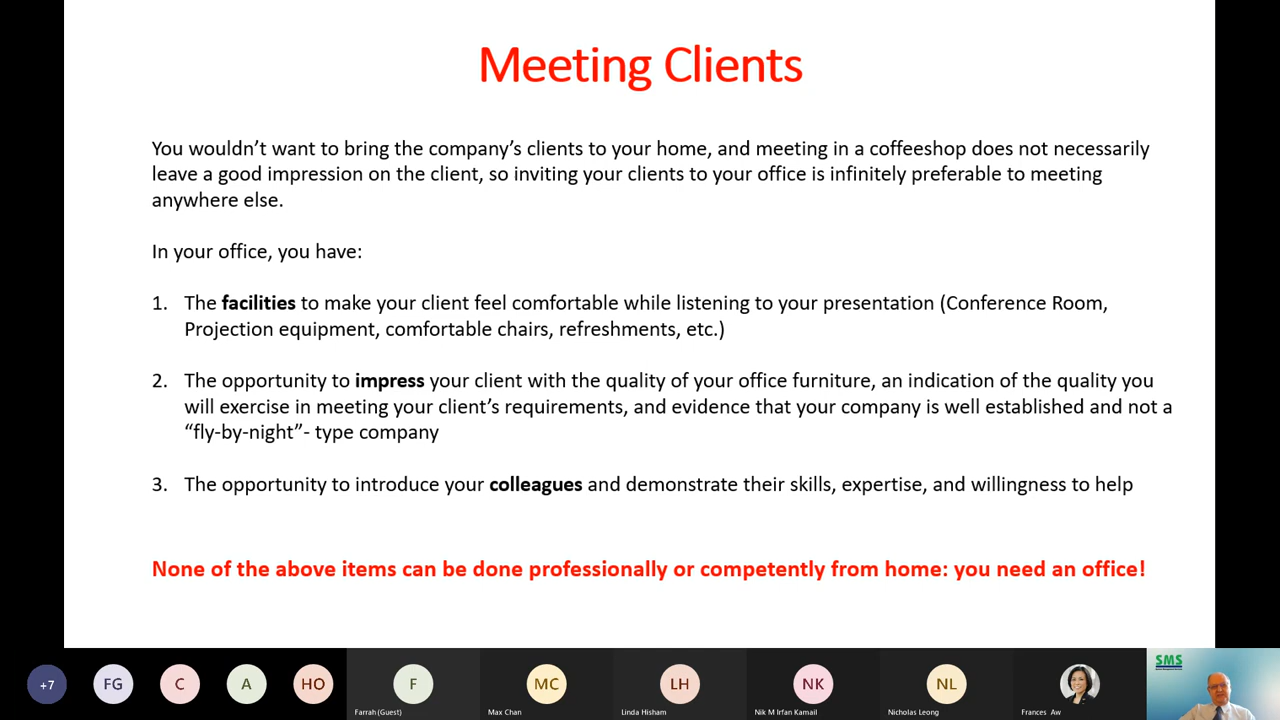 Meeting Clients
You wouldn’t want to bring the company’s clients to your home, and meeting in a coffeeshop does not necessarily
leave a good impression on the client, so inviting your clients to your office is infinitely preferable to meeting
anywhere else.
In your office, you have:
1. The facilities to make your client feel comfortable while listening to your presentation (Conference Room,
Projection equipment, comfortable chairs, refreshments, etc.)
2. The opportunity to impress your client with the quality of your office furniture, an indication of the quality you
will exercise in meeting your client’s requirements, and evidence that your company is well established and not a
“fly-by-night”- type company
3. The opportunity to introduce your colleagues and demonstrate their skills, expertise, and willingness to help
None of the above items can be done professionally or competently from home: you need an office!
+7 FG C A HO F MC LH NK NL
Farrah (Guest) Max Chan Linda Hisham Nik M Irfan Kamail Nicholas Leong Frances Aw
SMS